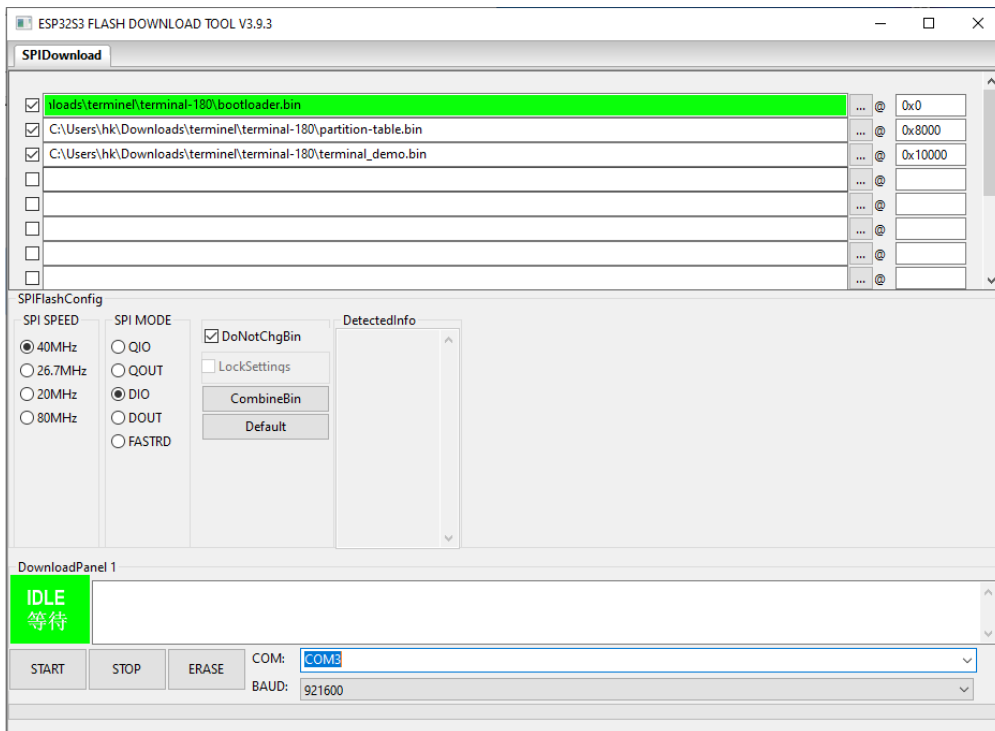 ESP32S3 FLASH DOWNLOAD TOOL V3.9.3
SPIDownload
\terminel\terminal-180\bootloader.bin ... @ 0x0
C:\Users\hk\Downloads\terminel\terminal-180\partition-table.bin ... @ 0x8000
C:\Users\hk\Downloads\terminel\terminal-180\terminal_demo.bin ... @ 0x10000
... @
... @
... @
... @
... @
SPIFlashConfig
SPI SPEED
40MHz
26.7MHz
20MHz
80MHz
SPI MODE
QIO
QOUT
DIO
DOUT
FASTRD
DoNotChgBin
LockSettings
CombineBin
Default
DetectedInfo
DownloadPanel 1
IDLE
等待
START STOP ERASE
COM: COM3
BAUD: 921600